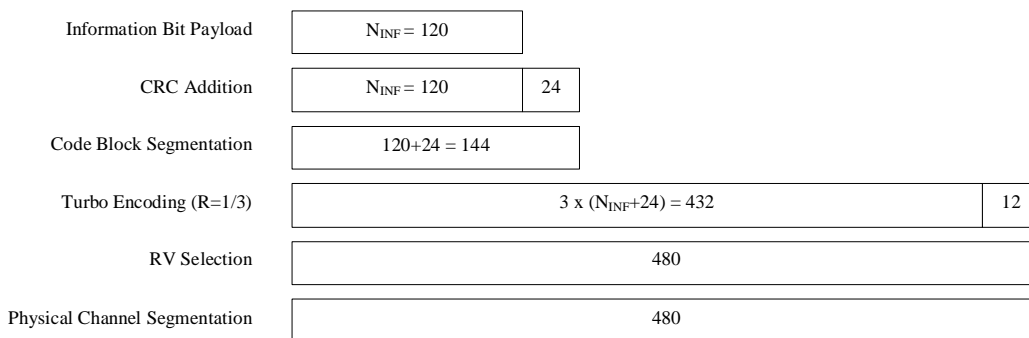 Information Bit Payload N_INF = 120
CRC Addition N_INF = 120 24
Code Block Segmentation 120+24 = 144
Turbo Encoding (R=1/3) 3 x (N_INF+24) = 432 12
RV Selection 480
Physical Channel Segmentation 480